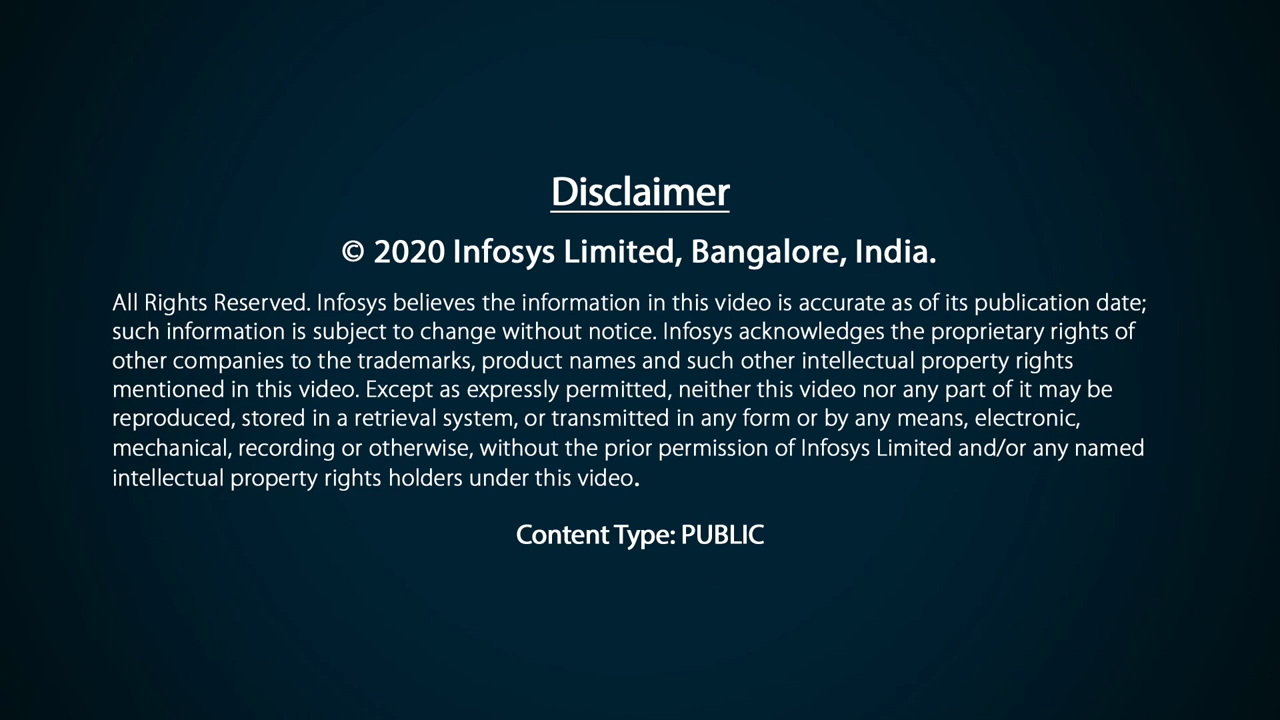 Disclaimer
© 2020 Infosys Limited, Bangalore, India.
All Rights Reserved. Infosys believes the information in this video is accurate as of its publication date;
such information is subject to change without notice. Infosys acknowledges the proprietary rights of
other companies to the trademarks, product names and such other intellectual property rights
mentioned in this video. Except as expressly permitted, neither this video nor any part of it may be
reproduced, stored in a retrieval system, or transmitted in any form or by any means, electronic,
mechanical, recording or otherwise, without the prior permission of Infosys Limited and/or any named
intellectual property rights holders under this video.
Content Type: PUBLIC